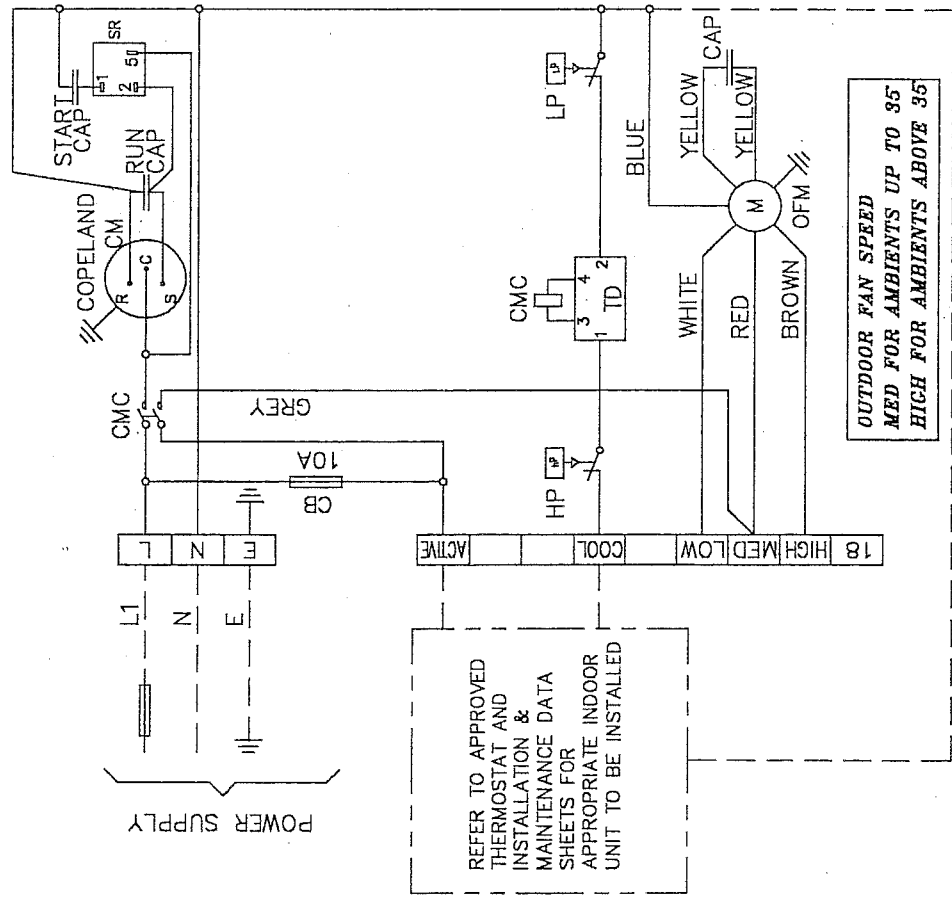 START
CAP
1
SR
2
5
RUN
CAP
COPELAND
CM
R
C
S
CMC
GREY
10A
CB
L
N
E
L1
N
E
POWER SUPPLY
LP
LP
CMC
3
4
1
TD
2
HP
HP
ACTIVE
COOL
LOW
MED
HIGH
18
BLUE
YELLOW
CAP
YELLOW
M
OFM
WHITE
RED
BROWN
REFER TO APPROVED
THERMOSTAT AND
INSTALLATION &
MAINTENANCE DATA
SHEETS FOR
APPROPRIATE INDOOR
UNIT TO BE INSTALLED
OUTDOOR FAN SPEED
MED FOR AMBIENTS UP TO 35°
HIGH FOR AMBIENTS ABOVE 35°